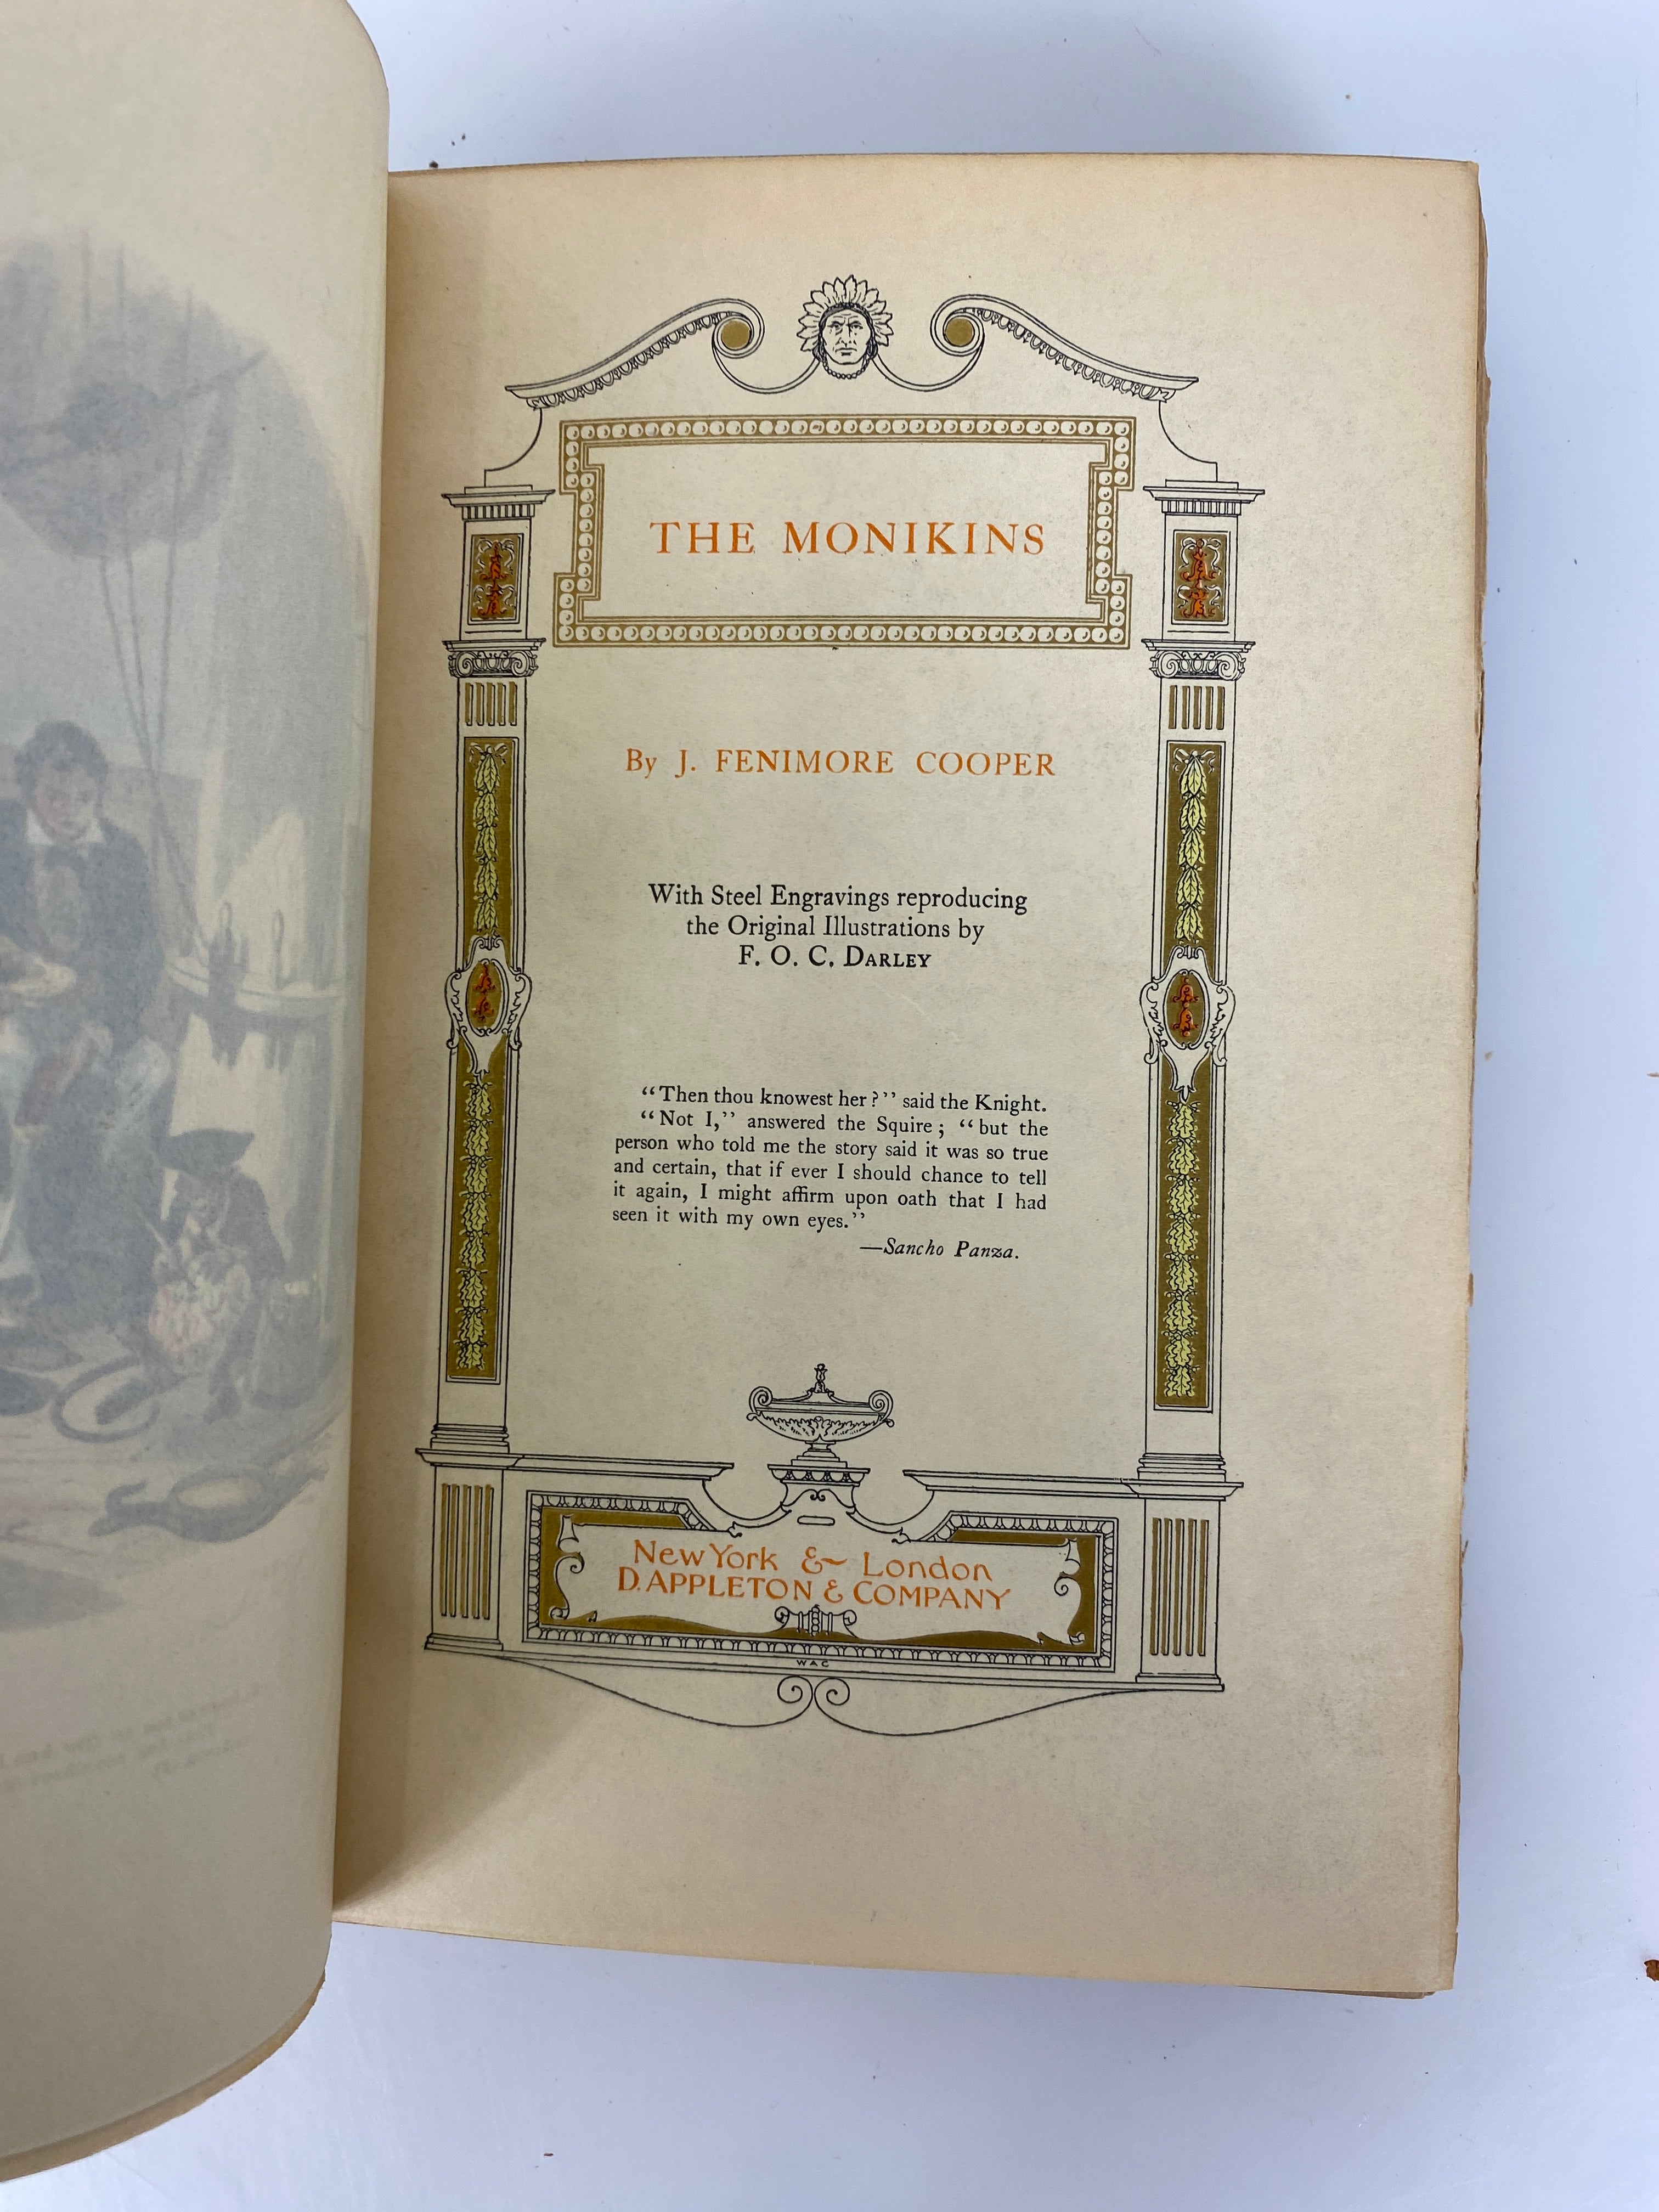 THE MONIKINS
By J. FENIMORE COOPER
With Steel Engravings reproducing
the Original Illustrations by
F. O. C. DARLEY
“Then thou knowest her?” said the Knight.
“Not I,” answered the Squire; “but the
person who told me the story said it was so true
and certain, that if ever I should chance to tell
it again, I might affirm upon oath that I had
seen it with my own eyes.”
—Sancho Panza.
New York & London
D. APPLETON & COMPANY
WAC